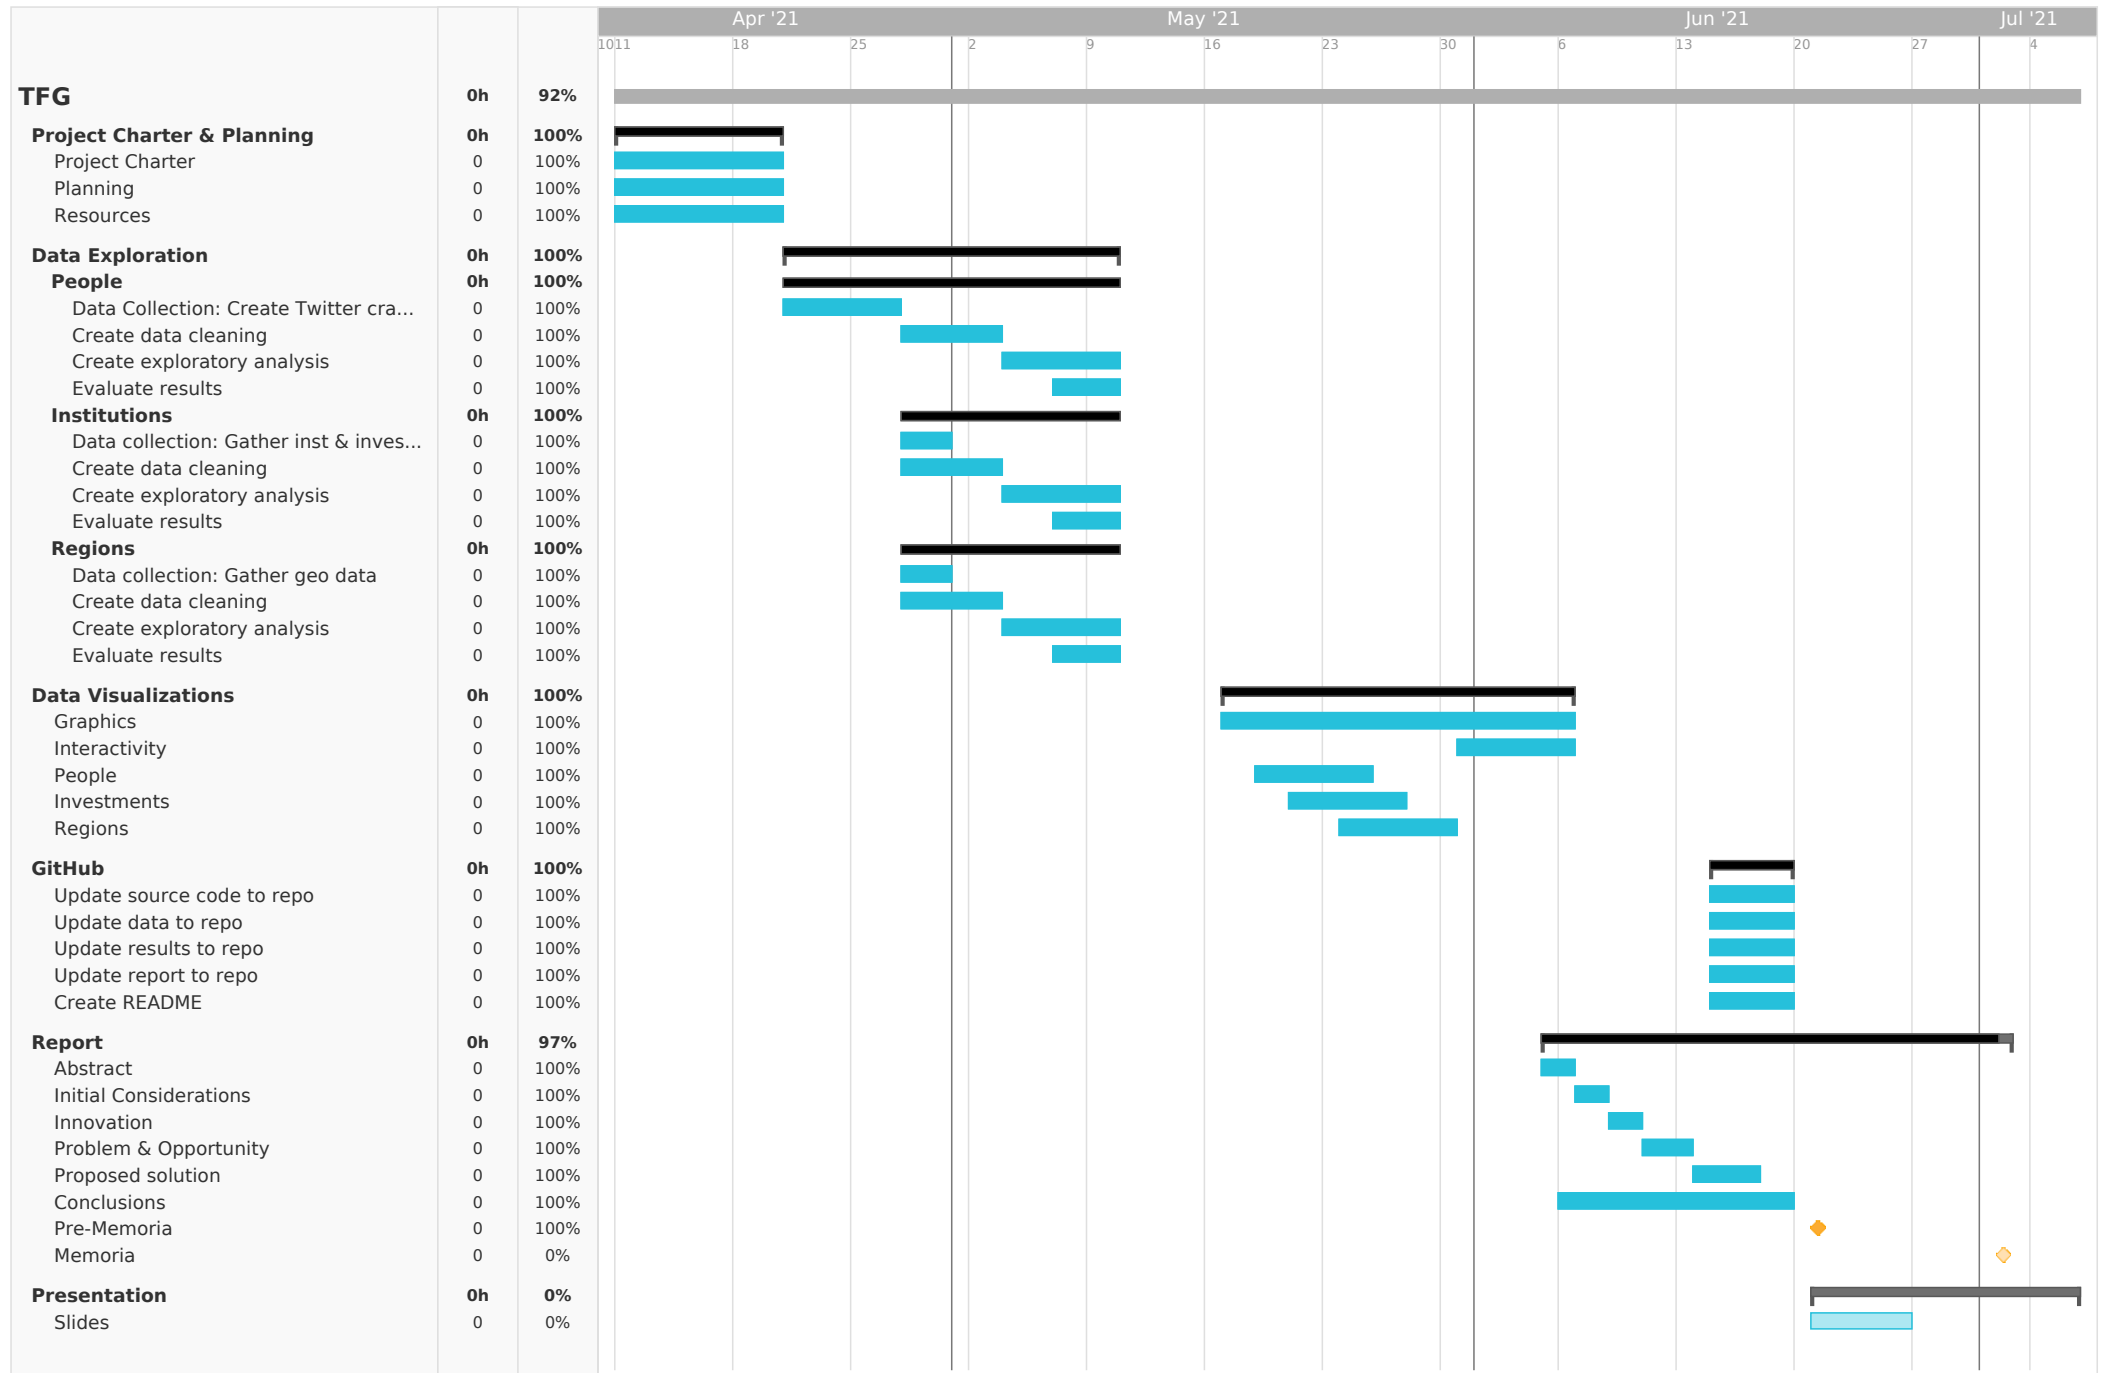 Apr '21 May '21 Jun '21 Jul '21
10 11 18 25 2 9 16 23 30 6 13 20 27 4
TFG 0h 92%
Project Charter & Planning 0h 100%
Project Charter 0 100%
Planning 0 100%
Resources 0 100%
Data Exploration 0h 100%
People 0h 100%
Data Collection: Create Twitter cra... 0 100%
Create data cleaning 0 100%
Create exploratory analysis 0 100%
Evaluate results 0 100%
Institutions 0h 100%
Data collection: Gather inst & inves... 0 100%
Create data cleaning 0 100%
Create exploratory analysis 0 100%
Evaluate results 0 100%
Regions 0h 100%
Data collection: Gather geo data 0 100%
Create data cleaning 0 100%
Create exploratory analysis 0 100%
Evaluate results 0 100%
Data Visualizations 0h 100%
Graphics 0 100%
Interactivity 0 100%
People 0 100%
Investments 0 100%
Regions 0 100%
GitHub 0h 100%
Update source code to repo 0 100%
Update data to repo 0 100%
Update results to repo 0 100%
Update report to repo 0 100%
Create README 0 100%
Report 0h 97%
Abstract 0 100%
Initial Considerations 0 100%
Innovation 0 100%
Problem & Opportunity 0 100%
Proposed solution 0 100%
Conclusions 0 100%
Pre-Memoria 0 100%
Memoria 0 0%
Presentation 0h 0%
Slides 0 0%